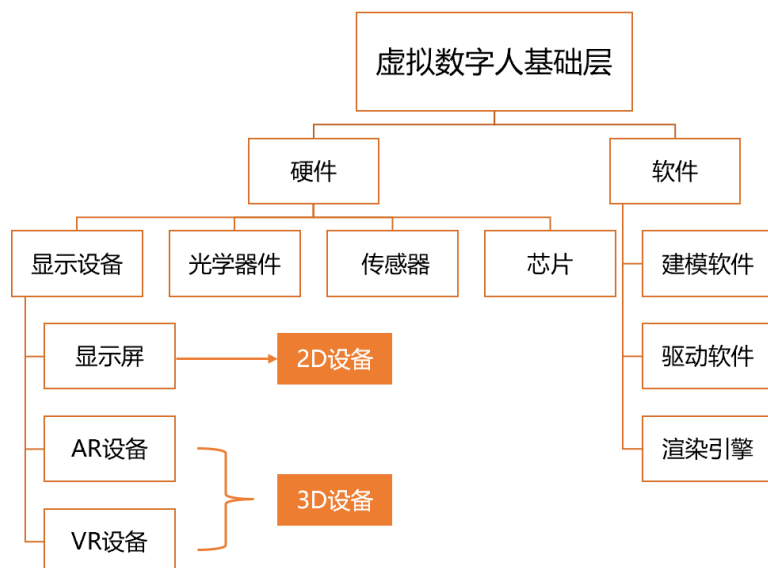 虚拟数字人基础层
硬件
软件
显示设备
光学器件
传感器
芯片
建模软件
显示屏
2D设备
驱动软件
AR设备
渲染引擎
3D设备
VR设备